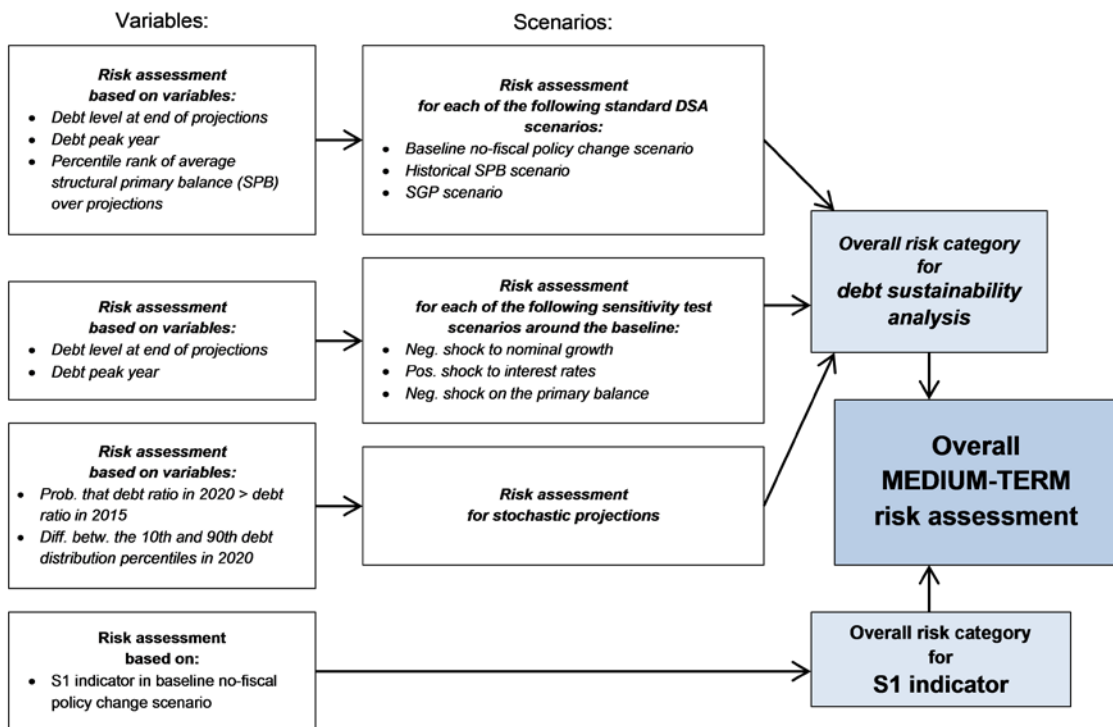 Variables:
Scenarios:
Risk assessment
based on variables:
• Debt level at end of projections
• Debt peak year
• Percentile rank of average
structural primary balance (SPB)
over projections
Risk assessment
for each of the following standard DSA
scenarios:
• Baseline no-fiscal policy change scenario
• Historical SPB scenario
• SGP scenario
Overall risk category
for
debt sustainability
analysis
Risk assessment
based on variables:
• Debt level at end of projections
• Debt peak year
Risk assessment
for each of the following sensitivity test
scenarios around the baseline:
• Neg. shock to nominal growth
• Pos. shock to interest rates
• Neg. shock on the primary balance
Overall
MEDIUM-TERM
risk assessment
Risk assessment
based on variables:
• Prob. that debt ratio in 2020 > debt
ratio in 2015
• Diff. betw. the 10th and 90th debt
distribution percentiles in 2020
Risk assessment
for stochastic projections
Risk assessment
based on:
• S1 indicator in baseline no-fiscal
policy change scenario
Overall risk category
for
S1 indicator